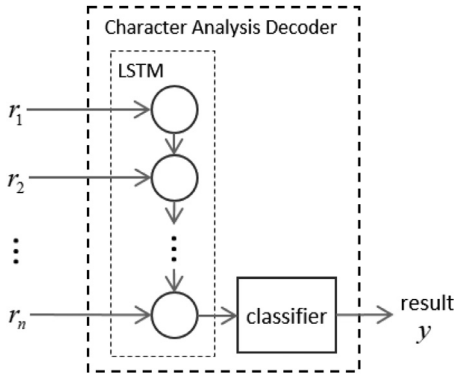 Character Analysis Decoder
LSTM
r₁
r₂
⋮
⋮
rₙ
classifier
result
y